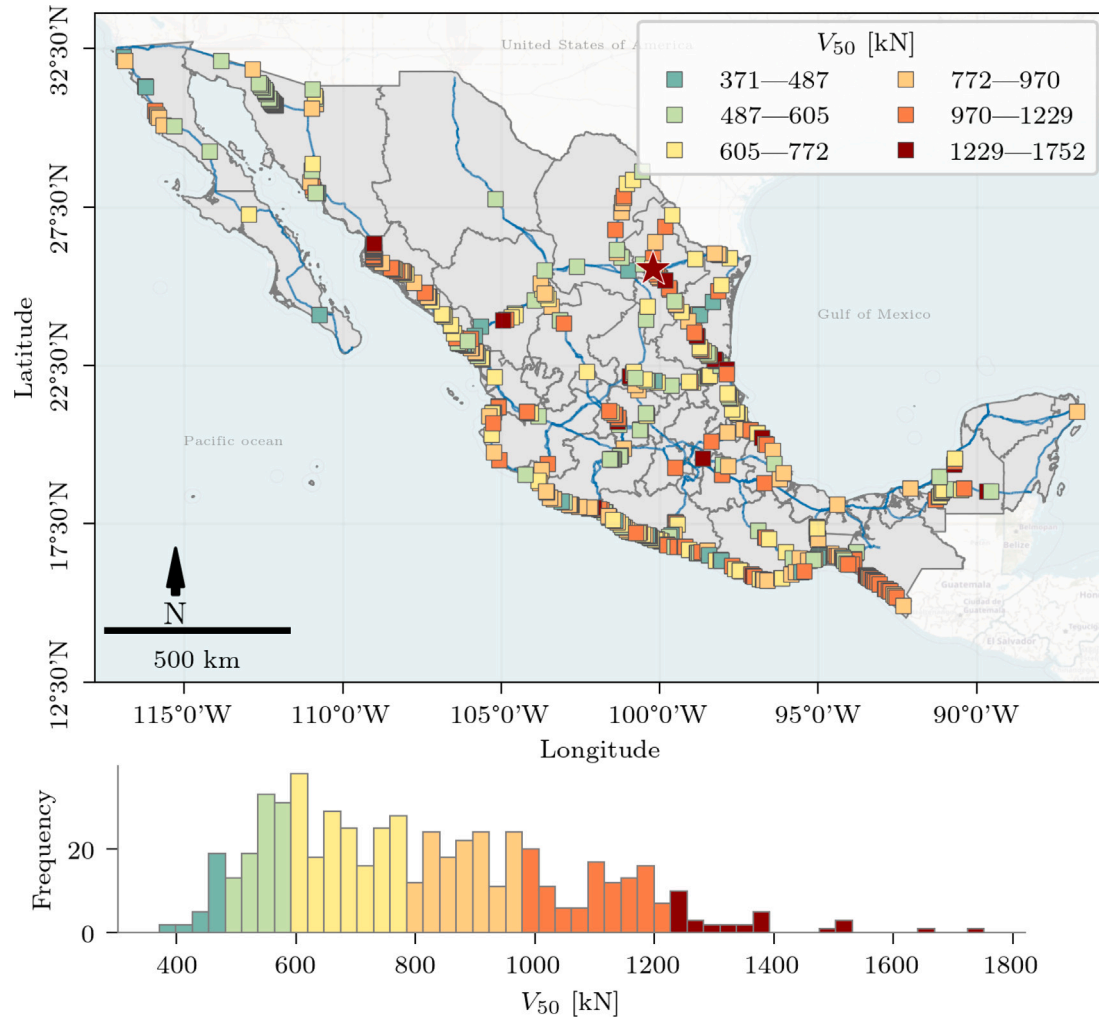 United States of America
V50 [kN]
371—487
772—970
487—605
970—1229
605—772
1229—1752
Gulf of Mexico
Pacific ocean
Guatemala
El Salvador
N
500 km
32°30'N
27°30'N
22°30'N
17°30'N
12°30'N
Latitude
115°0'W
110°0'W
105°0'W
100°0'W
95°0'W
90°0'W
Longitude
Frequency
20
0
400
600
800
1000
1200
1400
1600
1800
V50 [kN]